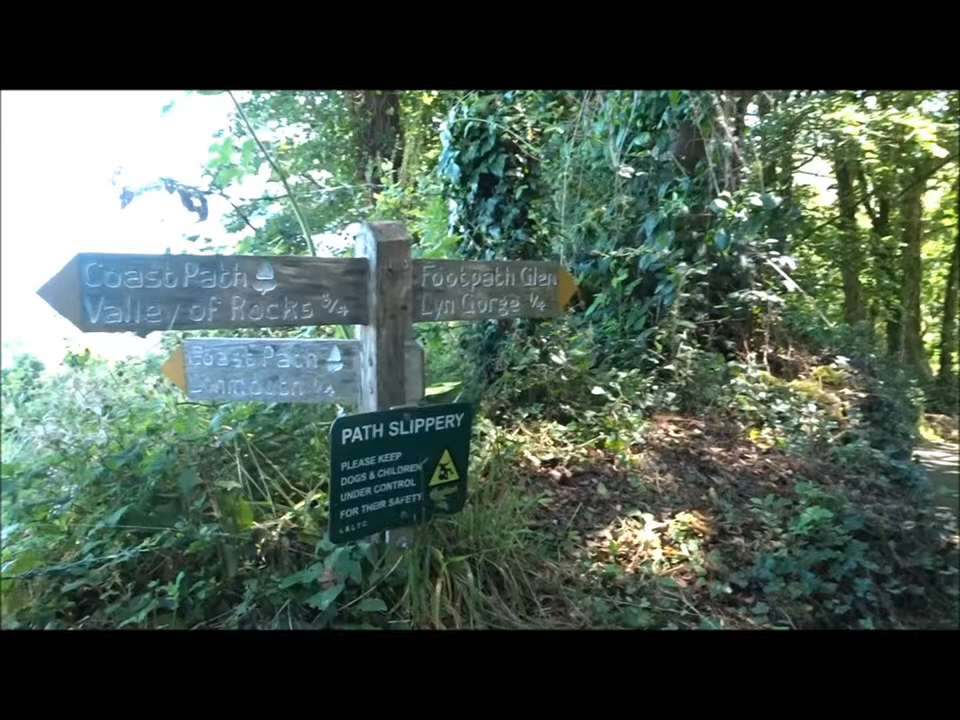 Coast Path
Valley of Rocks 3/4
Footpath Glen
Lyn Gorge 1/4
Coast Path
PATH SLIPPERY
PLEASE KEEP
DOGS & CHILDREN
UNDER CONTROL
FOR THEIR SAFETY
L & L T C